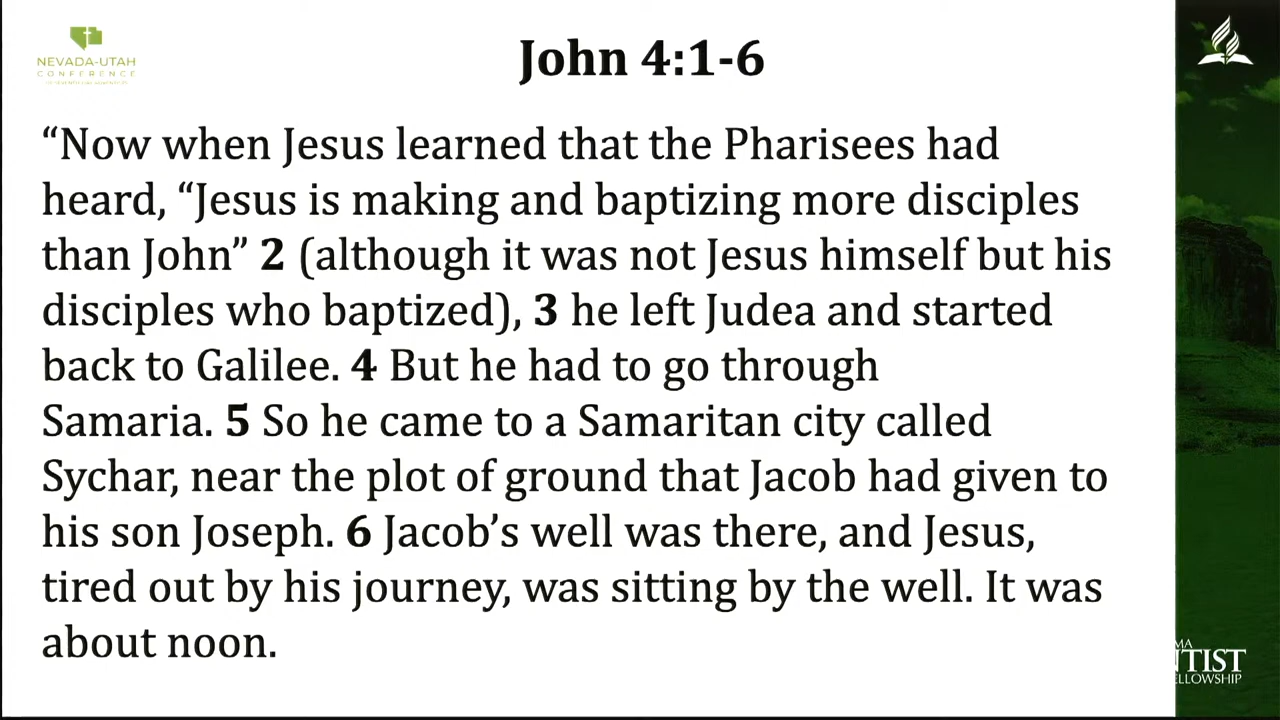 NEVADA-UTAH
CONFERENCE
John 4:1-6
“Now when Jesus learned that the Pharisees had
heard, “Jesus is making and baptizing more disciples
than John” 2 (although it was not Jesus himself but his
disciples who baptized), 3 he left Judea and started
back to Galilee. 4 But he had to go through
Samaria. 5 So he came to a Samaritan city called
Sychar, near the plot of ground that Jacob had given to
his son Joseph. 6 Jacob’s well was there, and Jesus,
tired out by his journey, was sitting by the well. It was
about noon.
MA
NTIST
ELLOWSHIP